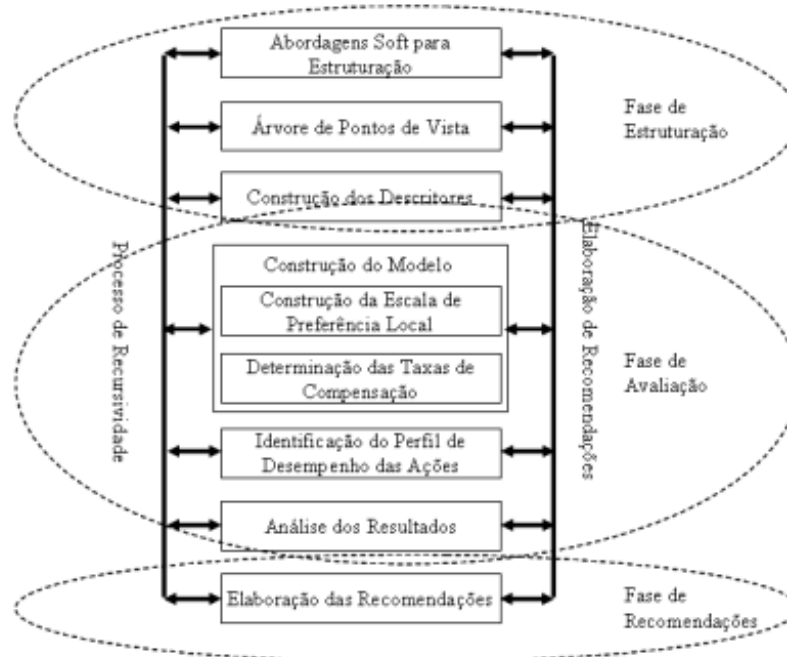 Abordagens Soft para
Estruturação
Árvore de Pontos de Vista
Construção dos Descritores
Fase de
Estruturação
Processo de Recursividade
Elaboração de Recomendações
Construção do Modelo
Construção da Escala de
Preferência Local
Determinação das Taxas de
Compensação
Identificação do Perfil de
Desempenho das Ações
Análise dos Resultados
Fase de
Avaliação
Elaboração das Recomendações
Fase de
Recomendações